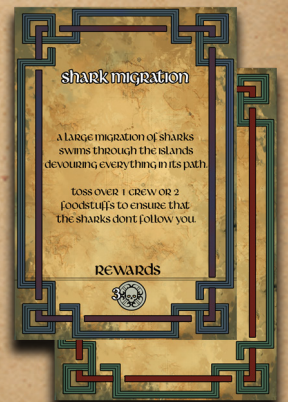 shark migration
a large migration of sharks
swims through the islands
devouring everything in its path.
toss over 1 crew or 2
foodstuffs to ensure that
the sharks dont follow you.
rewards
3